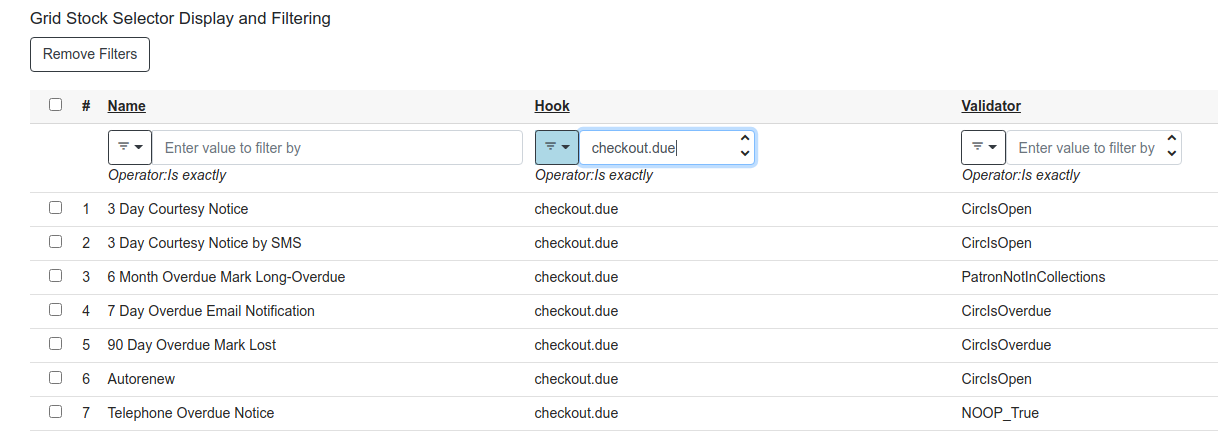 Grid Stock Selector Display and Filtering
Remove Filters
# Name Hook Validator
Enter value to filter by checkout.due Enter value to filter by
Operator:Is exactly Operator:Is exactly Operator:Is exactly
1 3 Day Courtesy Notice checkout.due CircIsOpen
2 3 Day Courtesy Notice by SMS checkout.due CircIsOpen
3 6 Month Overdue Mark Long-Overdue checkout.due PatronNotInCollections
4 7 Day Overdue Email Notification checkout.due CircIsOverdue
5 90 Day Overdue Mark Lost checkout.due CircIsOverdue
6 Autorenew checkout.due CircIsOpen
7 Telephone Overdue Notice checkout.due NOOP_True